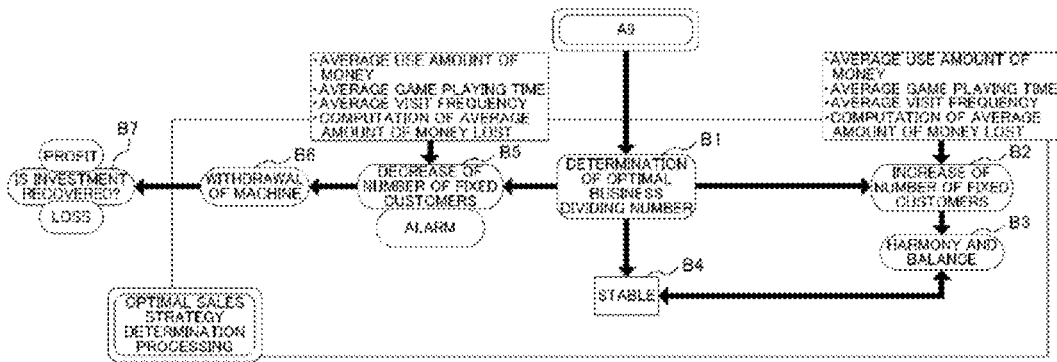 A9
・AVERAGE USE AMOUNT OF
MONEY
・AVERAGE GAME PLAYING TIME
・AVERAGE VISIT FREQUENCY
・COMPUTATION OF AVERAGE
AMOUNT OF MONEY LOST
・AVERAGE USE AMOUNT OF
MONEY
・AVERAGE GAME PLAYING TIME
・AVERAGE VISIT FREQUENCY
・COMPUTATION OF AVERAGE
AMOUNT OF MONEY LOST
B7
PROFIT
IS INVESTMENT
RECOVERED?
LOSS
B6
WITHDRAWAL
OF MACHINE
B5
DECREASE OF
NUMBER OF FIXED
CUSTOMERS
ALARM
B1
DETERMINATION
OF OPTIMAL
BUSINESS
DIVIDING NUMBER
B2
INCREASE OF
NUMBER OF FIXED
CUSTOMERS
B3
HARMONY AND
BALANCE
B4
STABLE
OPTIMAL SALES
STRATEGY
DETERMINATION
PROCESSING